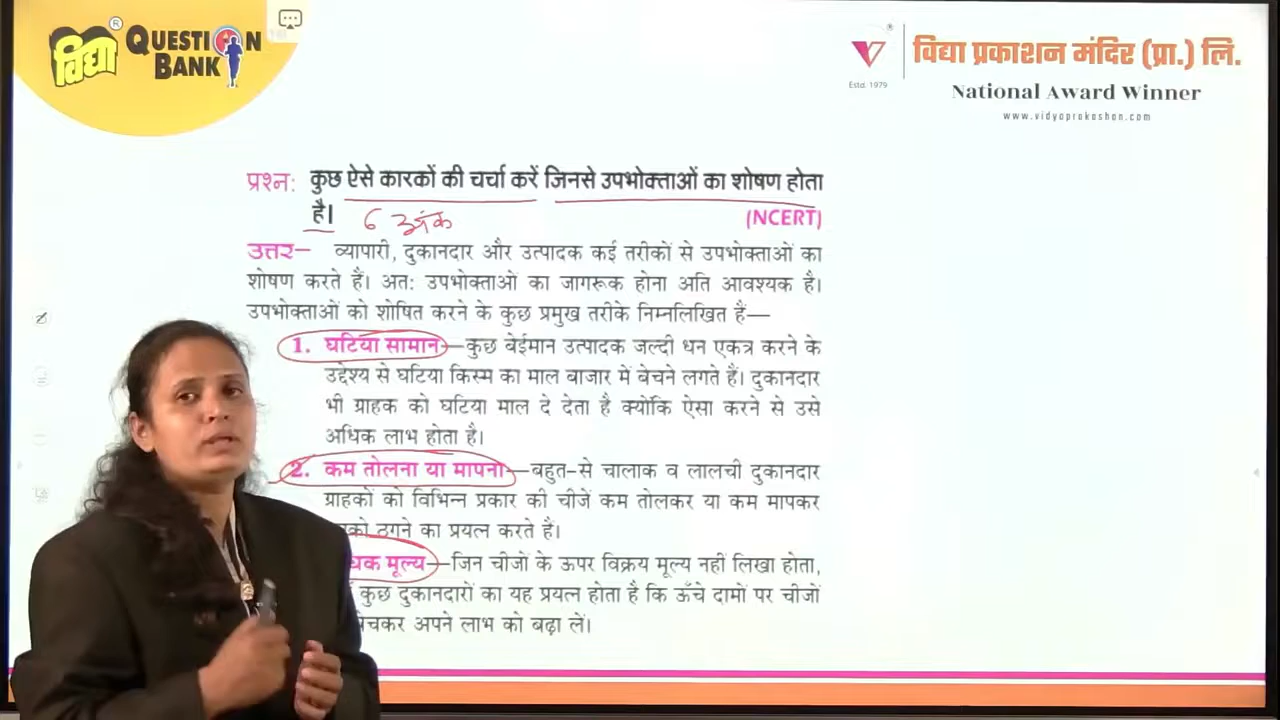 विद्या
QUESTION
BANK
विद्या प्रकाशन मंदिर (प्रा.) लि.
Estd. 1979
National Award Winner
www.vidyaprakashan.com
प्रश्न: कुछ ऐसे कारकों की चर्चा करें जिनसे उपभोक्ताओं का शोषण होता
है। 6 अंक (NCERT)
उत्तर— व्यापारी, दुकानदार और उत्पादक कई तरीकों से उपभोक्ताओं का
शोषण करते हैं। अत: उपभोक्ताओं का जागरूक होना अति आवश्यक है।
उपभोक्ताओं को शोषित करने के कुछ प्रमुख तरीके निम्नलिखित हैं—
1. घटिया सामान—कुछ बेईमान उत्पादक जल्दी धन एकत्र करने के
उद्देश्य से घटिया किस्म का माल बाजार में बेचने लगते हैं। दुकानदार
भी ग्राहक को घटिया माल दे देता है क्योंकि ऐसा करने से उसे
अधिक लाभ होता है।
2. कम तोलना या मापना—बहुत-से चालाक व लालची दुकानदार
ग्राहकों को विभिन्न प्रकार की चीजें कम तोलकर या कम मापकर
ठगने का प्रयत्न करते हैं।
मूल्य—जिन चीजों के ऊपर विक्रय मूल्य नहीं लिखा होता,
कुछ दुकानदारों का यह प्रयत्न होता है कि ऊँचे दामों पर चीजों
अपने लाभ को बढ़ा लें।